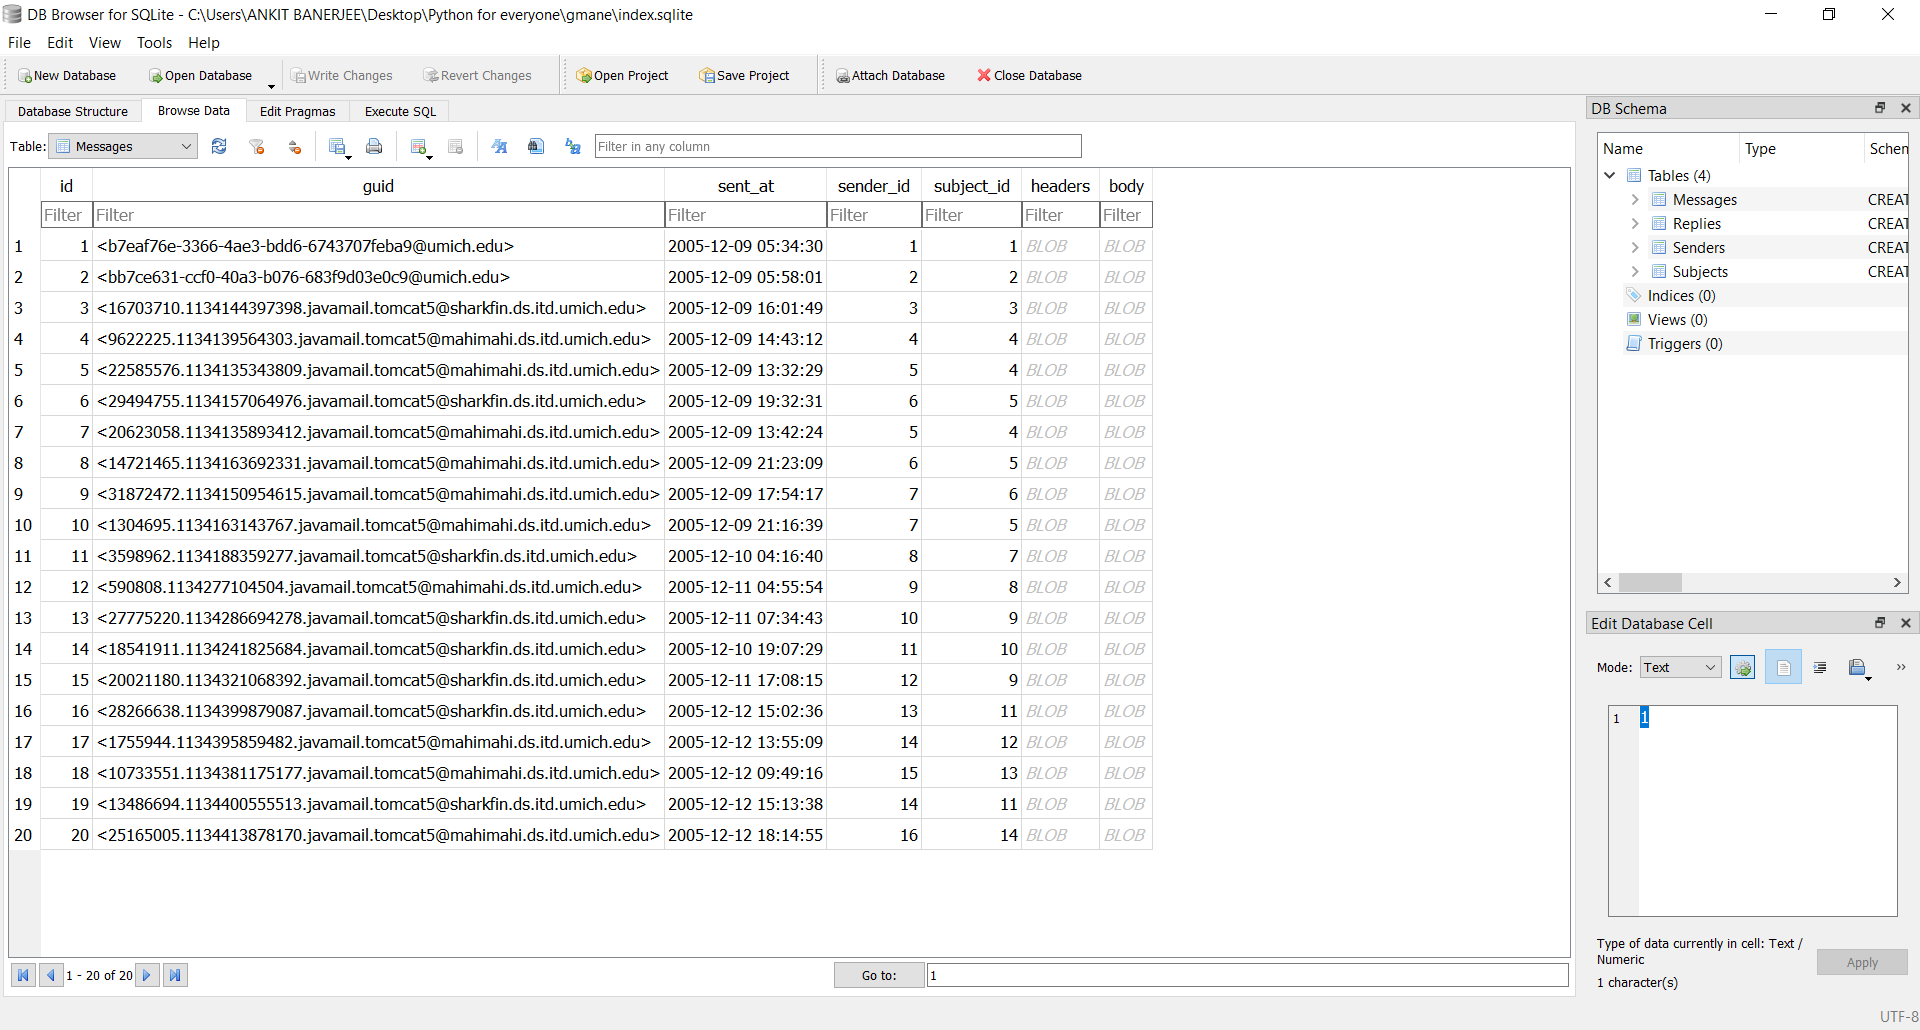 DB Browser for SQLite - C:\Users\ANKIT BANERJEE\Desktop\Python for everyone\gmane\index.sqlite
File Edit View Tools Help
New Database Open Database Write Changes Revert Changes Open Project Save Project Attach Database Close Database
Database Structure Browse Data Edit Pragmas Execute SQL
Table: Messages Filter in any column
id guid sent_at sender_id subject_id headers body
Filter Filter Filter Filter Filter Filter Filter
1 1 <b7eaf76e-3366-4ae3-bdd6-6743707feba9@umich.edu> 2005-12-09 05:34:30 1 1 BLOB BLOB
2 2 <bb7ce631-ccf0-40a3-b076-683f9d03e0c9@umich.edu> 2005-12-09 05:58:01 2 2 BLOB BLOB
3 3 <16703710.1134144397398.javamail.tomcat5@sharkfin.ds.itd.umich.edu> 2005-12-09 16:01:49 3 3 BLOB BLOB
4 4 <9622225.1134139564303.javamail.tomcat5@mahimahi.ds.itd.umich.edu> 2005-12-09 14:43:12 4 4 BLOB BLOB
5 5 <22585576.1134135343809.javamail.tomcat5@mahimahi.ds.itd.umich.edu> 2005-12-09 13:32:29 5 4 BLOB BLOB
6 6 <29494755.1134157064976.javamail.tomcat5@sharkfin.ds.itd.umich.edu> 2005-12-09 19:32:31 6 5 BLOB BLOB
7 7 <20623058.1134135893412.javamail.tomcat5@mahimahi.ds.itd.umich.edu> 2005-12-09 13:42:24 5 4 BLOB BLOB
8 8 <14721465.1134163692331.javamail.tomcat5@mahimahi.ds.itd.umich.edu> 2005-12-09 21:23:09 6 5 BLOB BLOB
9 9 <31872472.1134150954615.javamail.tomcat5@mahimahi.ds.itd.umich.edu> 2005-12-09 17:54:17 7 6 BLOB BLOB
10 10 <1304695.1134163143767.javamail.tomcat5@mahimahi.ds.itd.umich.edu> 2005-12-09 21:16:39 7 5 BLOB BLOB
11 11 <3598962.1134188359277.javamail.tomcat5@sharkfin.ds.itd.umich.edu> 2005-12-10 04:16:40 8 7 BLOB BLOB
12 12 <590808.1134277104504.javamail.tomcat5@mahimahi.ds.itd.umich.edu> 2005-12-11 04:55:54 9 8 BLOB BLOB
13 13 <27775220.1134286694278.javamail.tomcat5@sharkfin.ds.itd.umich.edu> 2005-12-11 07:34:43 10 9 BLOB BLOB
14 14 <18541911.1134241825684.javamail.tomcat5@sharkfin.ds.itd.umich.edu> 2005-12-10 19:07:29 11 10 BLOB BLOB
15 15 <20021180.1134321068392.javamail.tomcat5@sharkfin.ds.itd.umich.edu> 2005-12-11 17:08:15 12 9 BLOB BLOB
16 16 <28266638.1134399879087.javamail.tomcat5@sharkfin.ds.itd.umich.edu> 2005-12-12 15:02:36 13 11 BLOB BLOB
17 17 <1755944.1134395859482.javamail.tomcat5@mahimahi.ds.itd.umich.edu> 2005-12-12 13:55:09 14 12 BLOB BLOB
18 18 <10733551.1134381175177.javamail.tomcat5@mahimahi.ds.itd.umich.edu> 2005-12-12 09:49:16 15 13 BLOB BLOB
19 19 <13486694.1134400555513.javamail.tomcat5@sharkfin.ds.itd.umich.edu> 2005-12-12 15:13:38 14 11 BLOB BLOB
20 20 <25165005.1134413878170.javamail.tomcat5@mahimahi.ds.itd.umich.edu> 2005-12-12 18:14:55 16 14 BLOB BLOB
1 - 20 of 20 Go to: 1
DB Schema
Name Type Schem
Tables (4)
Messages CREAT
Replies CREAT
Senders CREAT
Subjects CREAT
Indices (0)
Views (0)
Triggers (0)
Edit Database Cell
Mode: Text
1 1
Type of data currently in cell: Text /
Numeric
1 character(s)
Apply
UTF-8